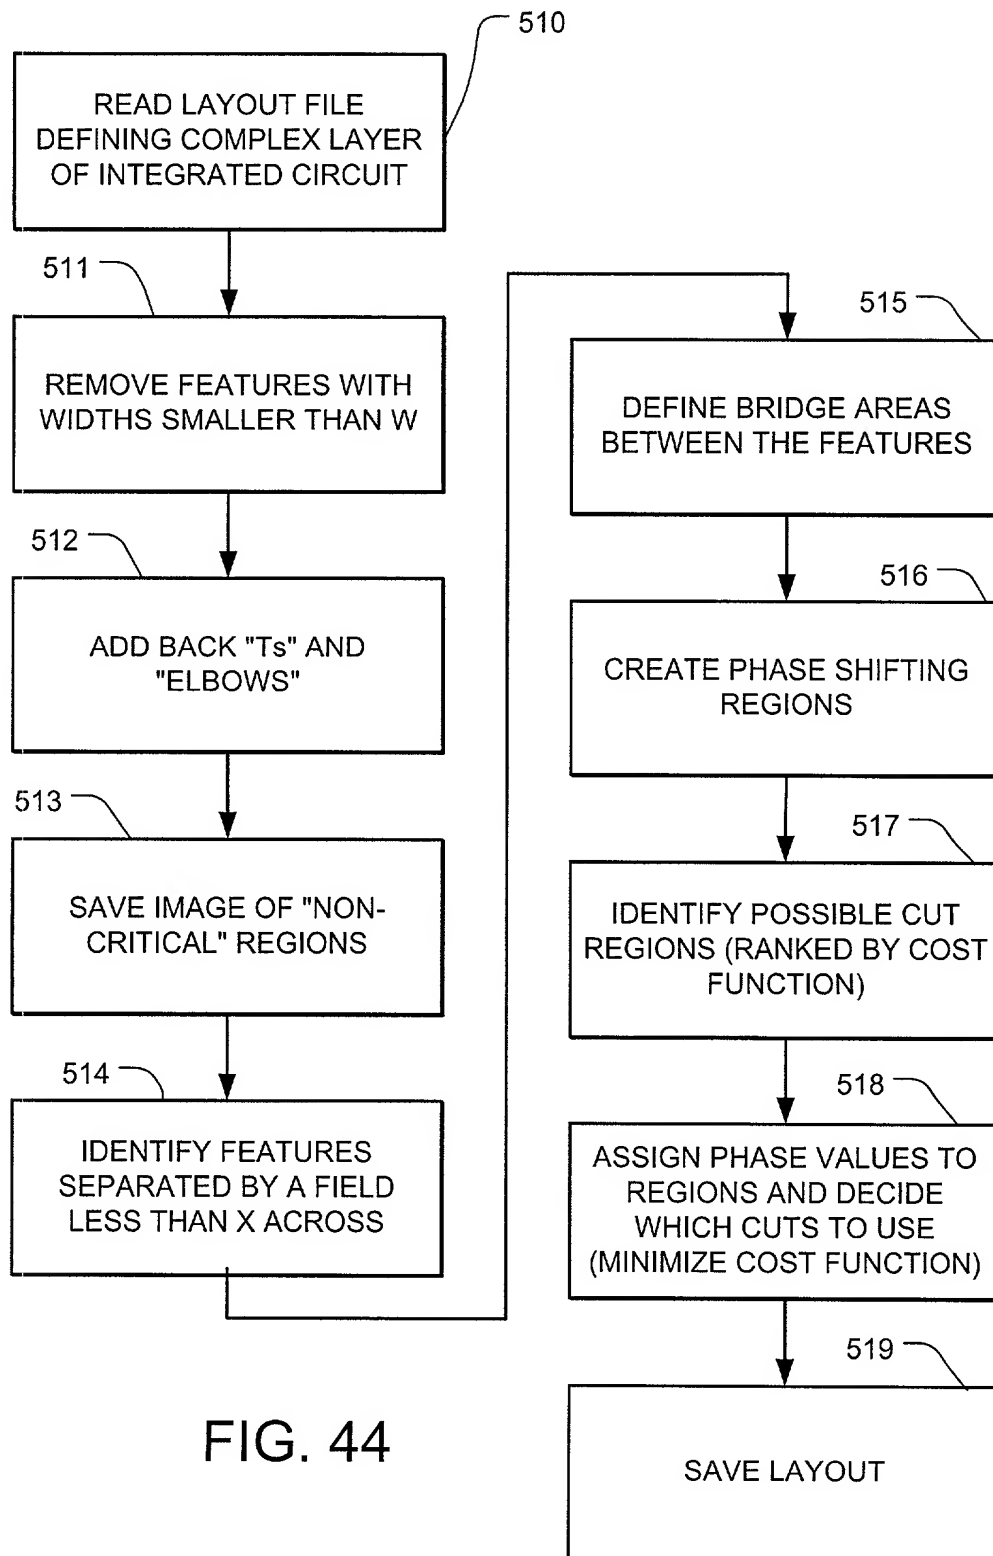 510
READ LAYOUT FILE
DEFINING COMPLEX LAYER
OF INTEGRATED CIRCUIT
511
REMOVE FEATURES WITH
WIDTHS SMALLER THAN W
512
ADD BACK "Ts" AND
"ELBOWS"
513
SAVE IMAGE OF "NON-
CRITICAL" REGIONS
514
IDENTIFY FEATURES
SEPARATED BY A FIELD
LESS THAN X ACROSS
515
DEFINE BRIDGE AREAS
BETWEEN THE FEATURES
516
CREATE PHASE SHIFTING
REGIONS
517
IDENTIFY POSSIBLE CUT
REGIONS (RANKED BY COST
FUNCTION)
518
ASSIGN PHASE VALUES TO
REGIONS AND DECIDE
WHICH CUTS TO USE
(MINIMIZE COST FUNCTION)
519
SAVE LAYOUT
FIG. 44